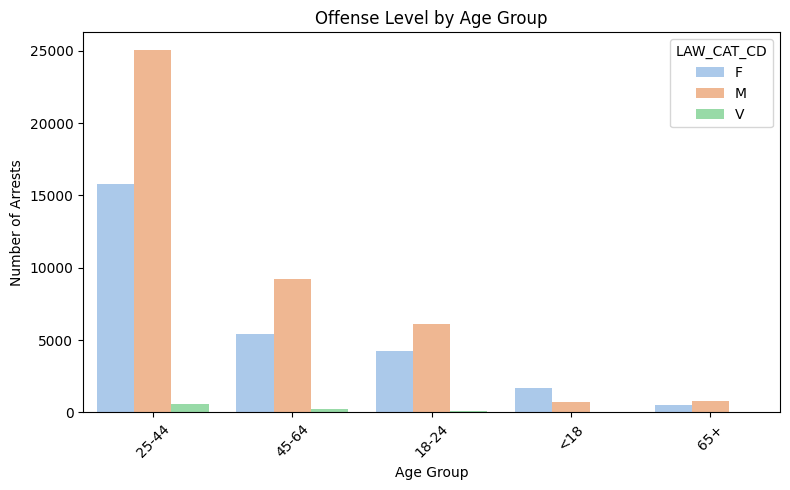 Offense Level by Age Group
LAW_CAT_CD
F
M
V
Number of Arrests
25000
20000
15000
10000
5000
0
25-44
45-64
18-24
<18
65+
Age Group